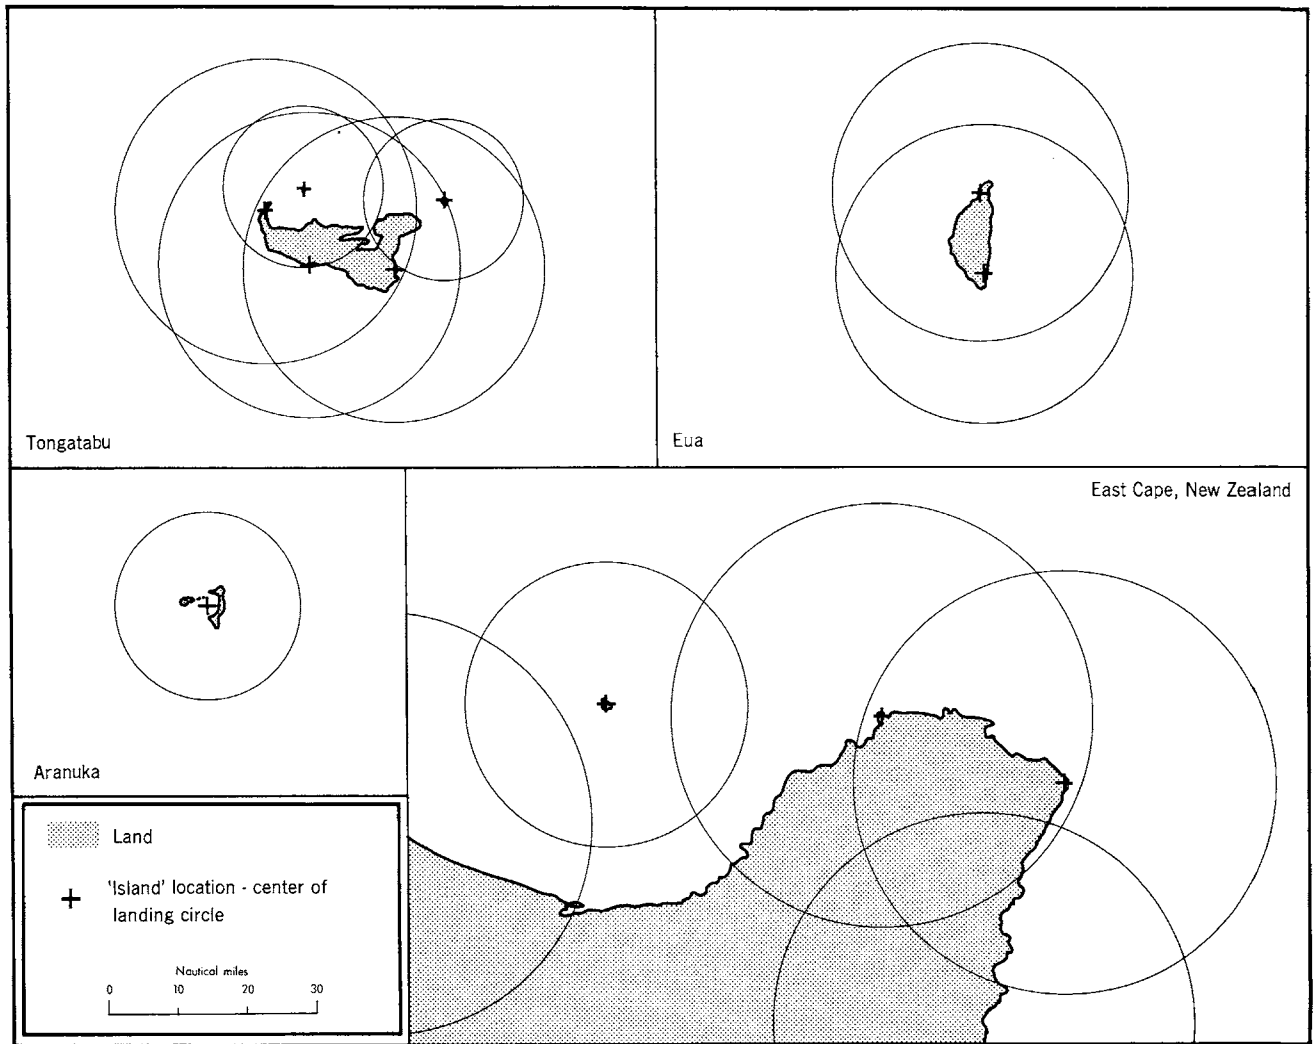 Tongatabu
Eua
East Cape, New Zealand
Aranuka
Land
'Island' location - center of
landing circle
Nautical miles
0 10 20 30